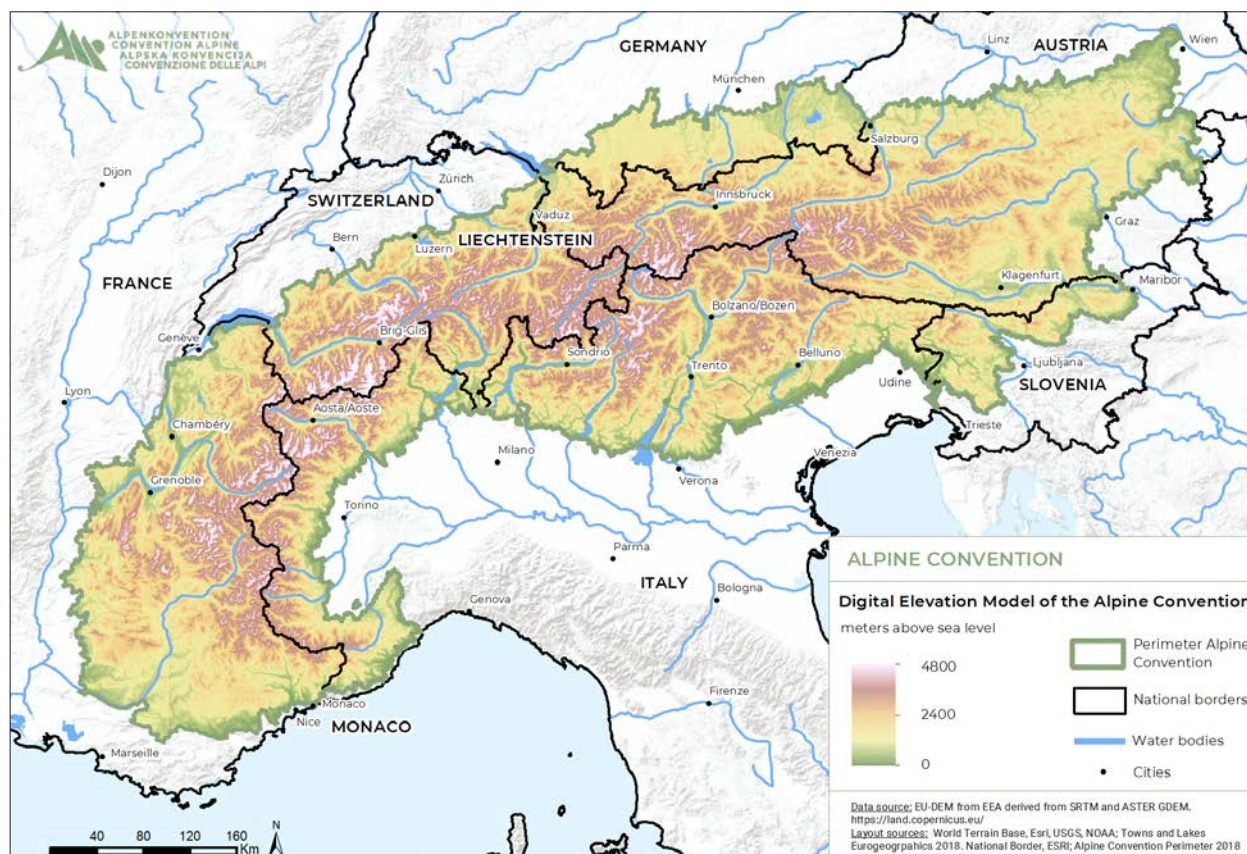 ALPENKONVENTION
CONVENTION ALPINE
ALPSKA KONVENCIJA
CONVENZIONE DELLE ALPI
GERMANY
Linz
AUSTRIA
Wien
München
Salzburg
Dijon
Zürich
Innsbruck
SWITZERLAND
Vaduz
Graz
Bern
Luzern
LIECHTENSTEIN
FRANCE
Klagenfurt
Maribor
Bolzano/Bozen
Genève
Brig-Glis
Sondrio
Trento
Belluno
Ljubljana
Udine
SLOVENIA
Lyon
Aosta/Aoste
Chambéry
Trieste
Milano
Venezia
Grenoble
Verona
Torino
Parma
ITALY
Bologna
Genova
Firenze
Monaco
Nice
MONACO
Marseille
40 80 120 160
Km
N
ALPINE CONVENTION
Digital Elevation Model of the Alpine Convention
meters above sea level
4800
2400
0
Perimeter Alpine
Convention
National borders
Water bodies
Cities
Data source: EU-DEM from EEA derived from SRTM and ASTER GDEM.
https://land.copernicus.eu/
Layout sources: World Terrain Base, Esri, USGS, NOAA; Towns and Lakes
Eurogeogrpahics 2018. National Border, ESRI; Alpine Convention Perimeter 2018